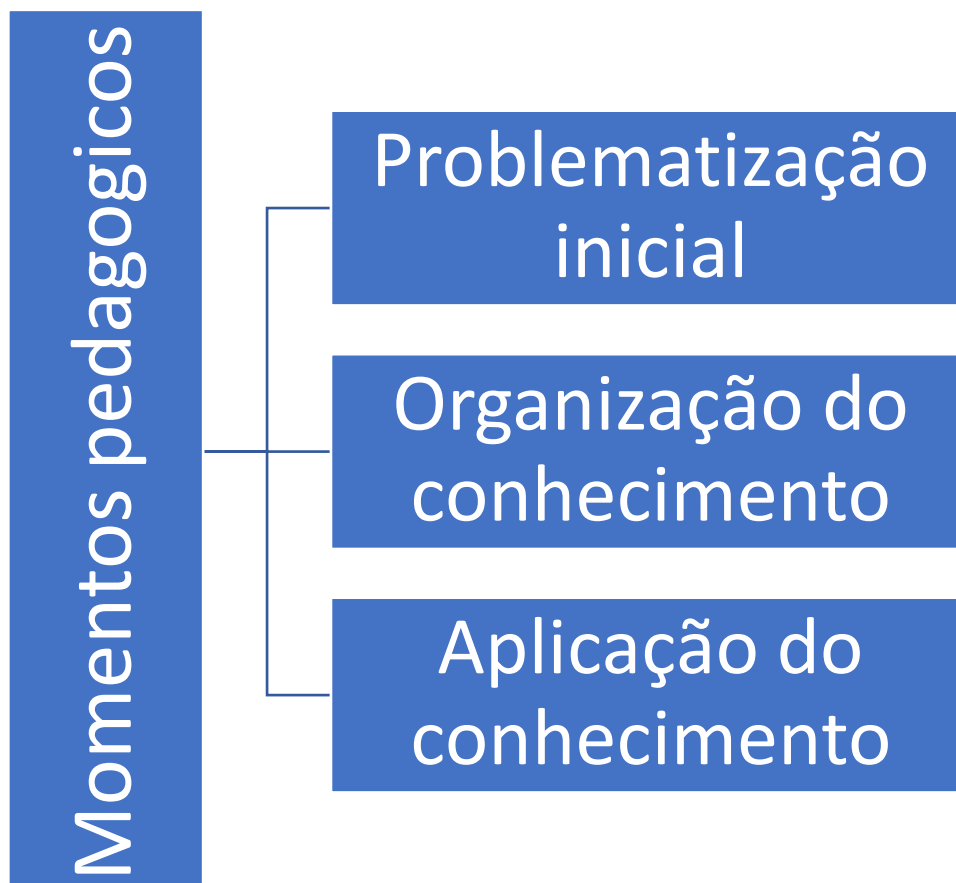 Momentos pedagogicos
Problematização
inicial
Organização do
conhecimento
Aplicação do
conhecimento